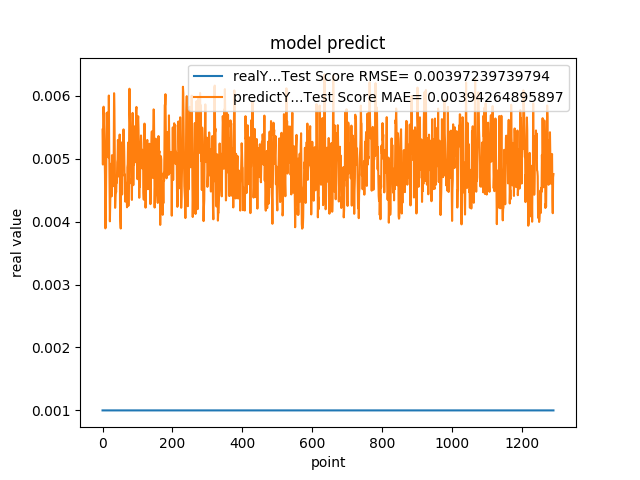 model predict
realY...Test Score RMSE= 0.00397239739794
predictY...Test Score MAE= 0.00394264895897
0.006
0.005
0.004
0.003
0.002
0.001
real value
0 200 400 600 800 1000 1200
point